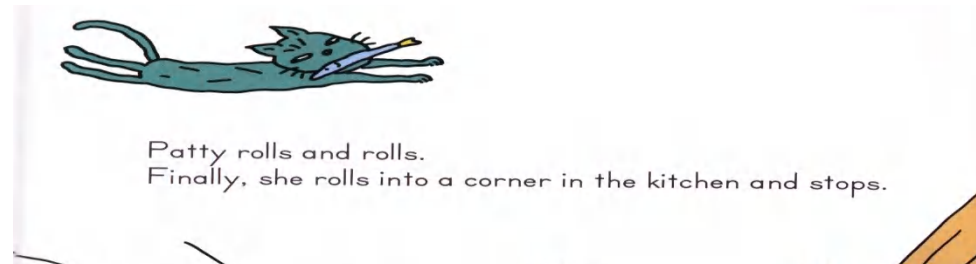 Patty rolls and rolls.
Finally, she rolls into a corner in the kitchen and stops.